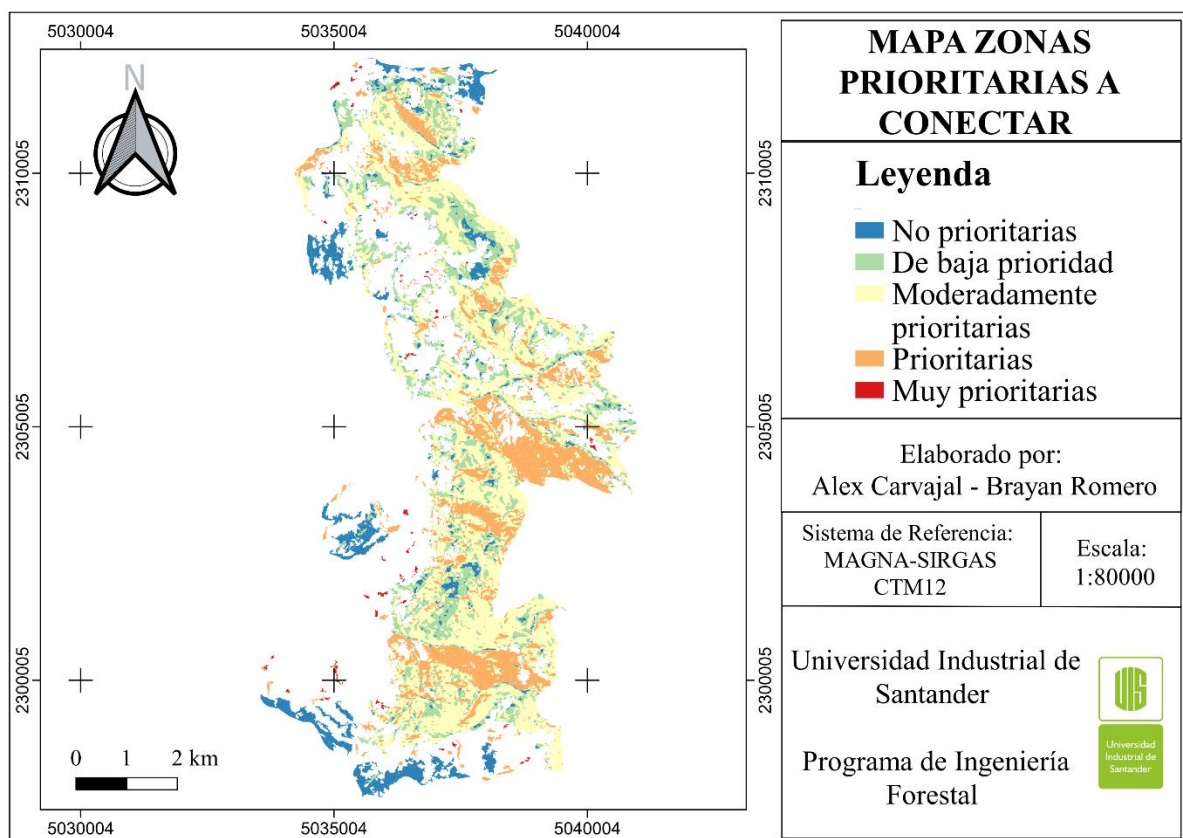 5030004
5035004
5040004
N
2310005
2305005
2300005
2310005
2305005
2300005
0 1 2 km
5030004
5035004
5040004
MAPA ZONAS
PRIORITARIAS A
CONECTAR
Leyenda
No prioritarias
De baja prioridad
Moderadamente
prioritarias
Prioritarias
Muy prioritarias
Elaborado por:
Alex Carvajal - Brayan Romero
Sistema de Referencia:
MAGNA-SIRGAS
CTM12
Escala:
1:80000
Universidad Industrial de
Santander
Programa de Ingeniería
Forestal
UIS
Universidad
Industrial de
Santander